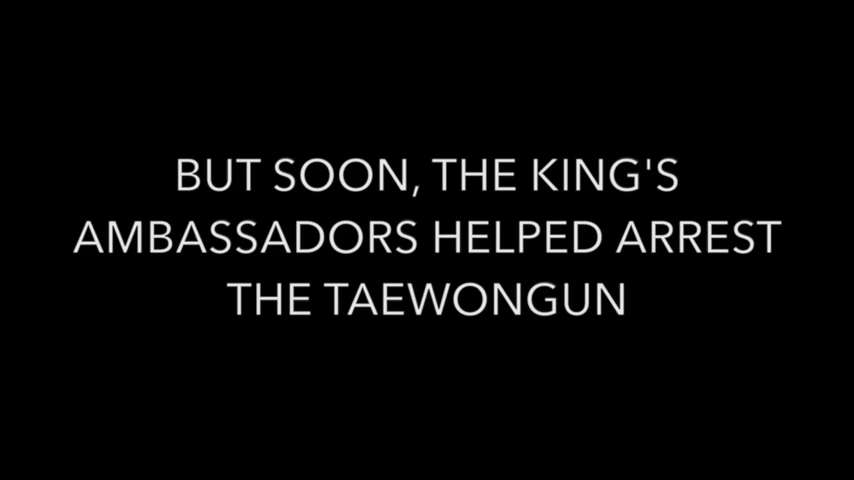 BUT SOON, THE KING'S
AMBASSADORS HELPED ARREST
THE TAEWONGUN